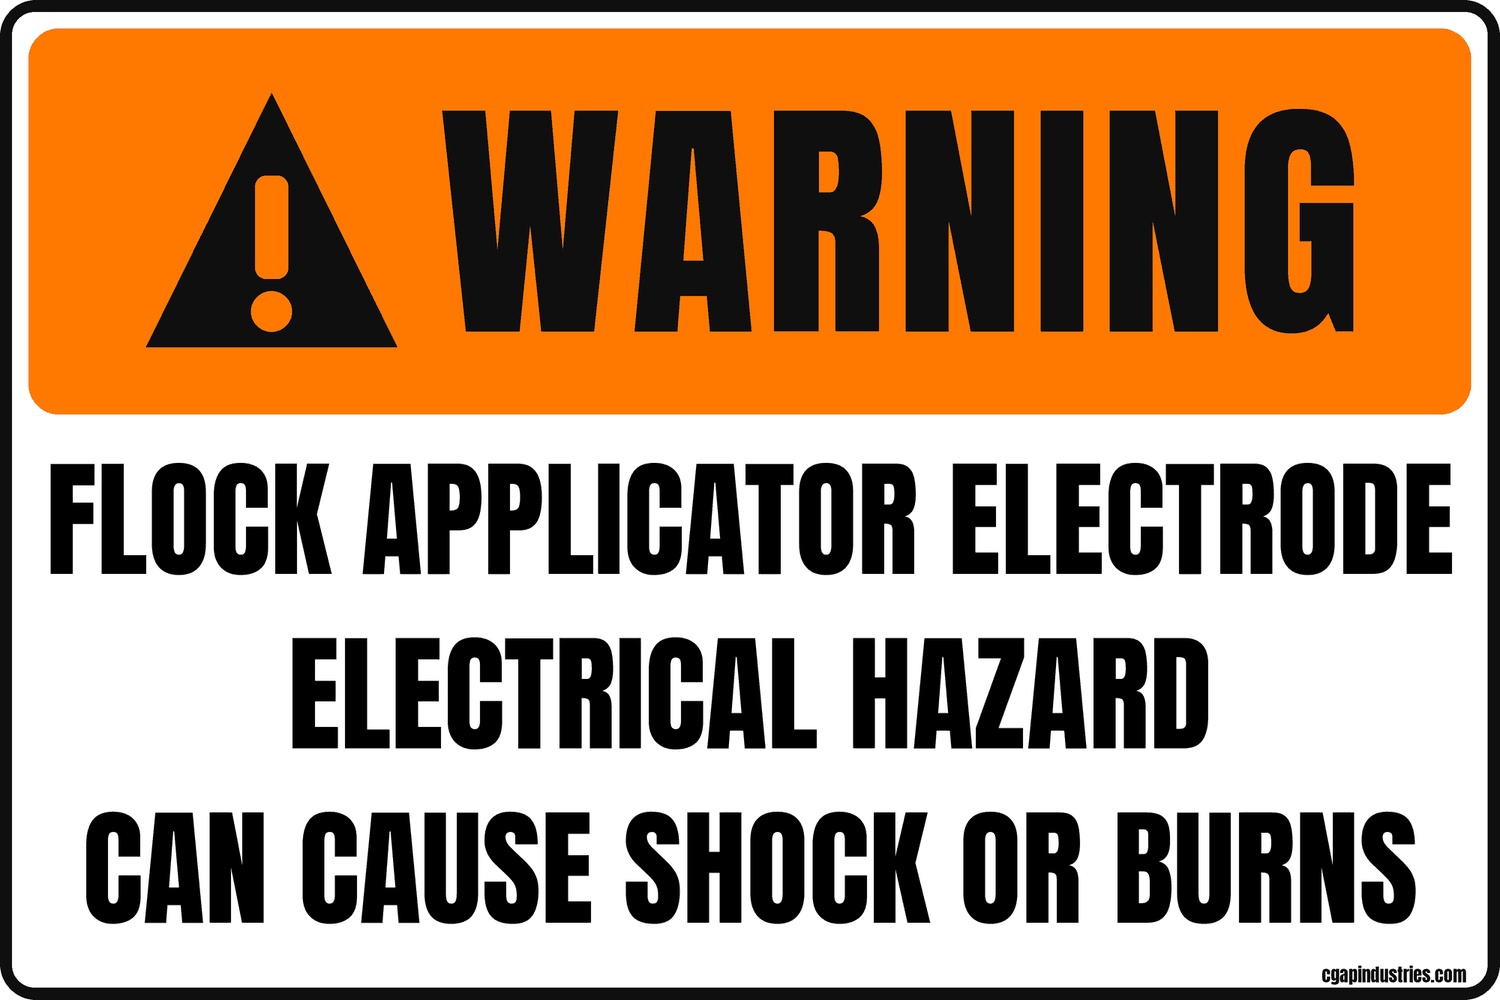 WARNING
FLOCK APPLICATOR ELECTRODE
ELECTRICAL HAZARD
CAN CAUSE SHOCK OR BURNS
cgapindustries.com